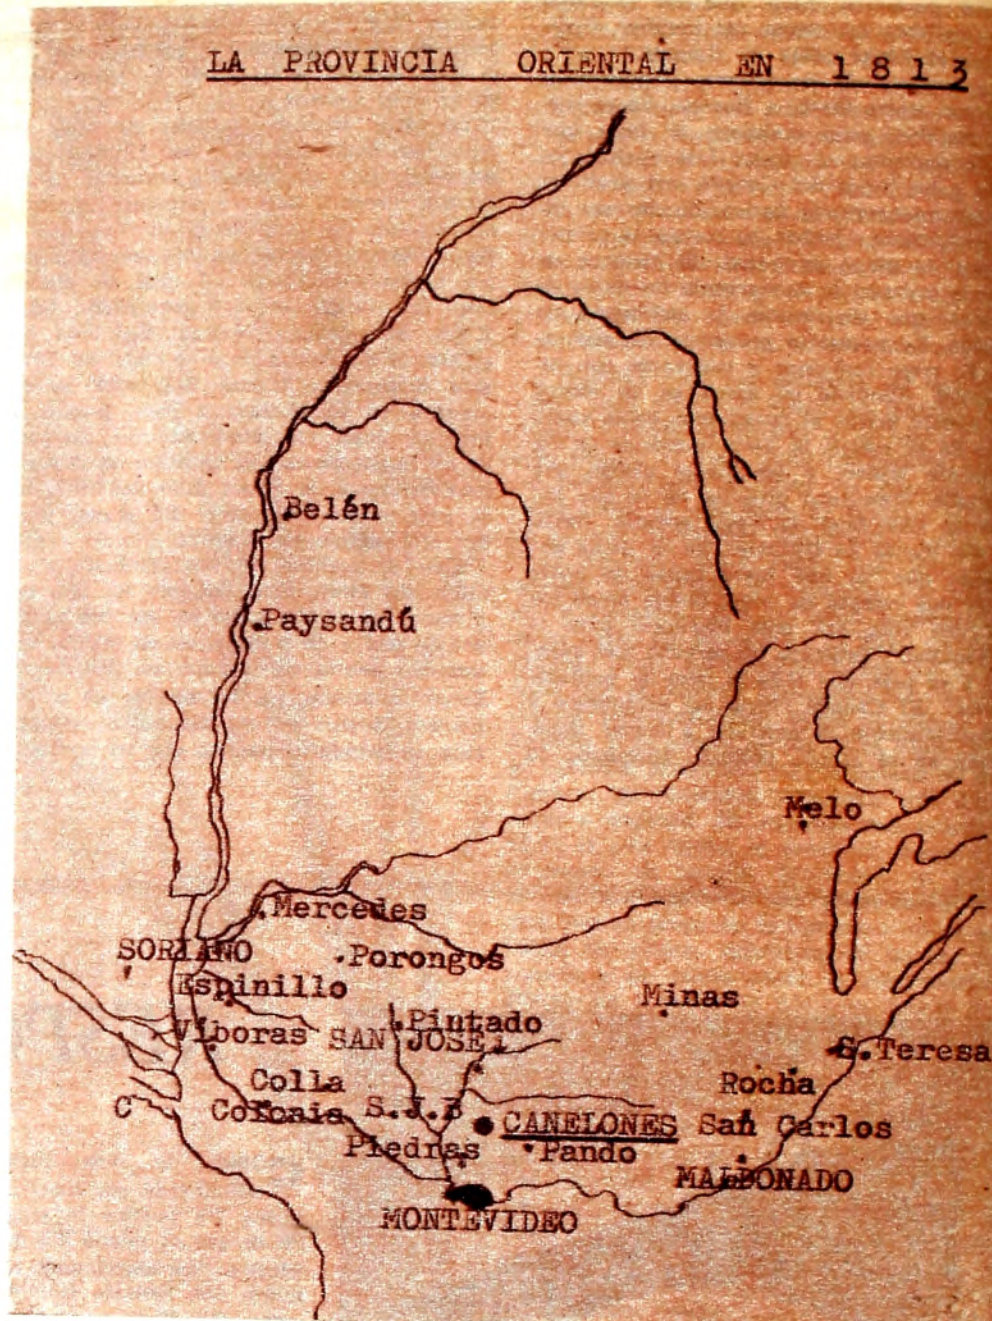 LA PROVINCIA ORIENTAL EN 1813
Belén
Paysandú
Melo
Mercedes
SORIANO
Porongos
Espinillo
Minas
Pintado
Víboras SAN JOSE
S.Teresa
Colla
Rocha
S.J.B
CANELONES San Carlos
Piedras Pando
MALDONADO
MONTEVIDEO